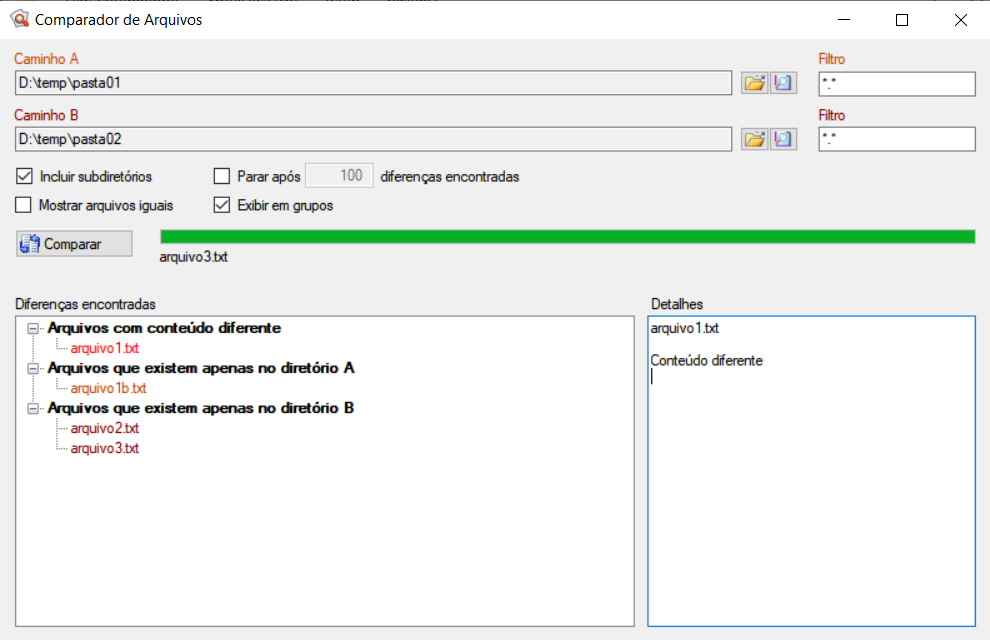 Comparador de Arquivos
Caminho A
Filtro
D:\temp\pasta01
*.*
Caminho B
Filtro
D:\temp\pasta02
*.*
Incluir subdiretórios
Parar após 100 diferenças encontradas
Mostrar arquivos iguais
Exibir em grupos
Comparar
arquivo3.txt
Diferenças encontradas
Arquivos com conteúdo diferente
arquivo1.txt
Arquivos que existem apenas no diretório A
arquivo1b.txt
Arquivos que existem apenas no diretório B
arquivo2.txt
arquivo3.txt
Detalhes
arquivo1.txt
Conteúdo diferente